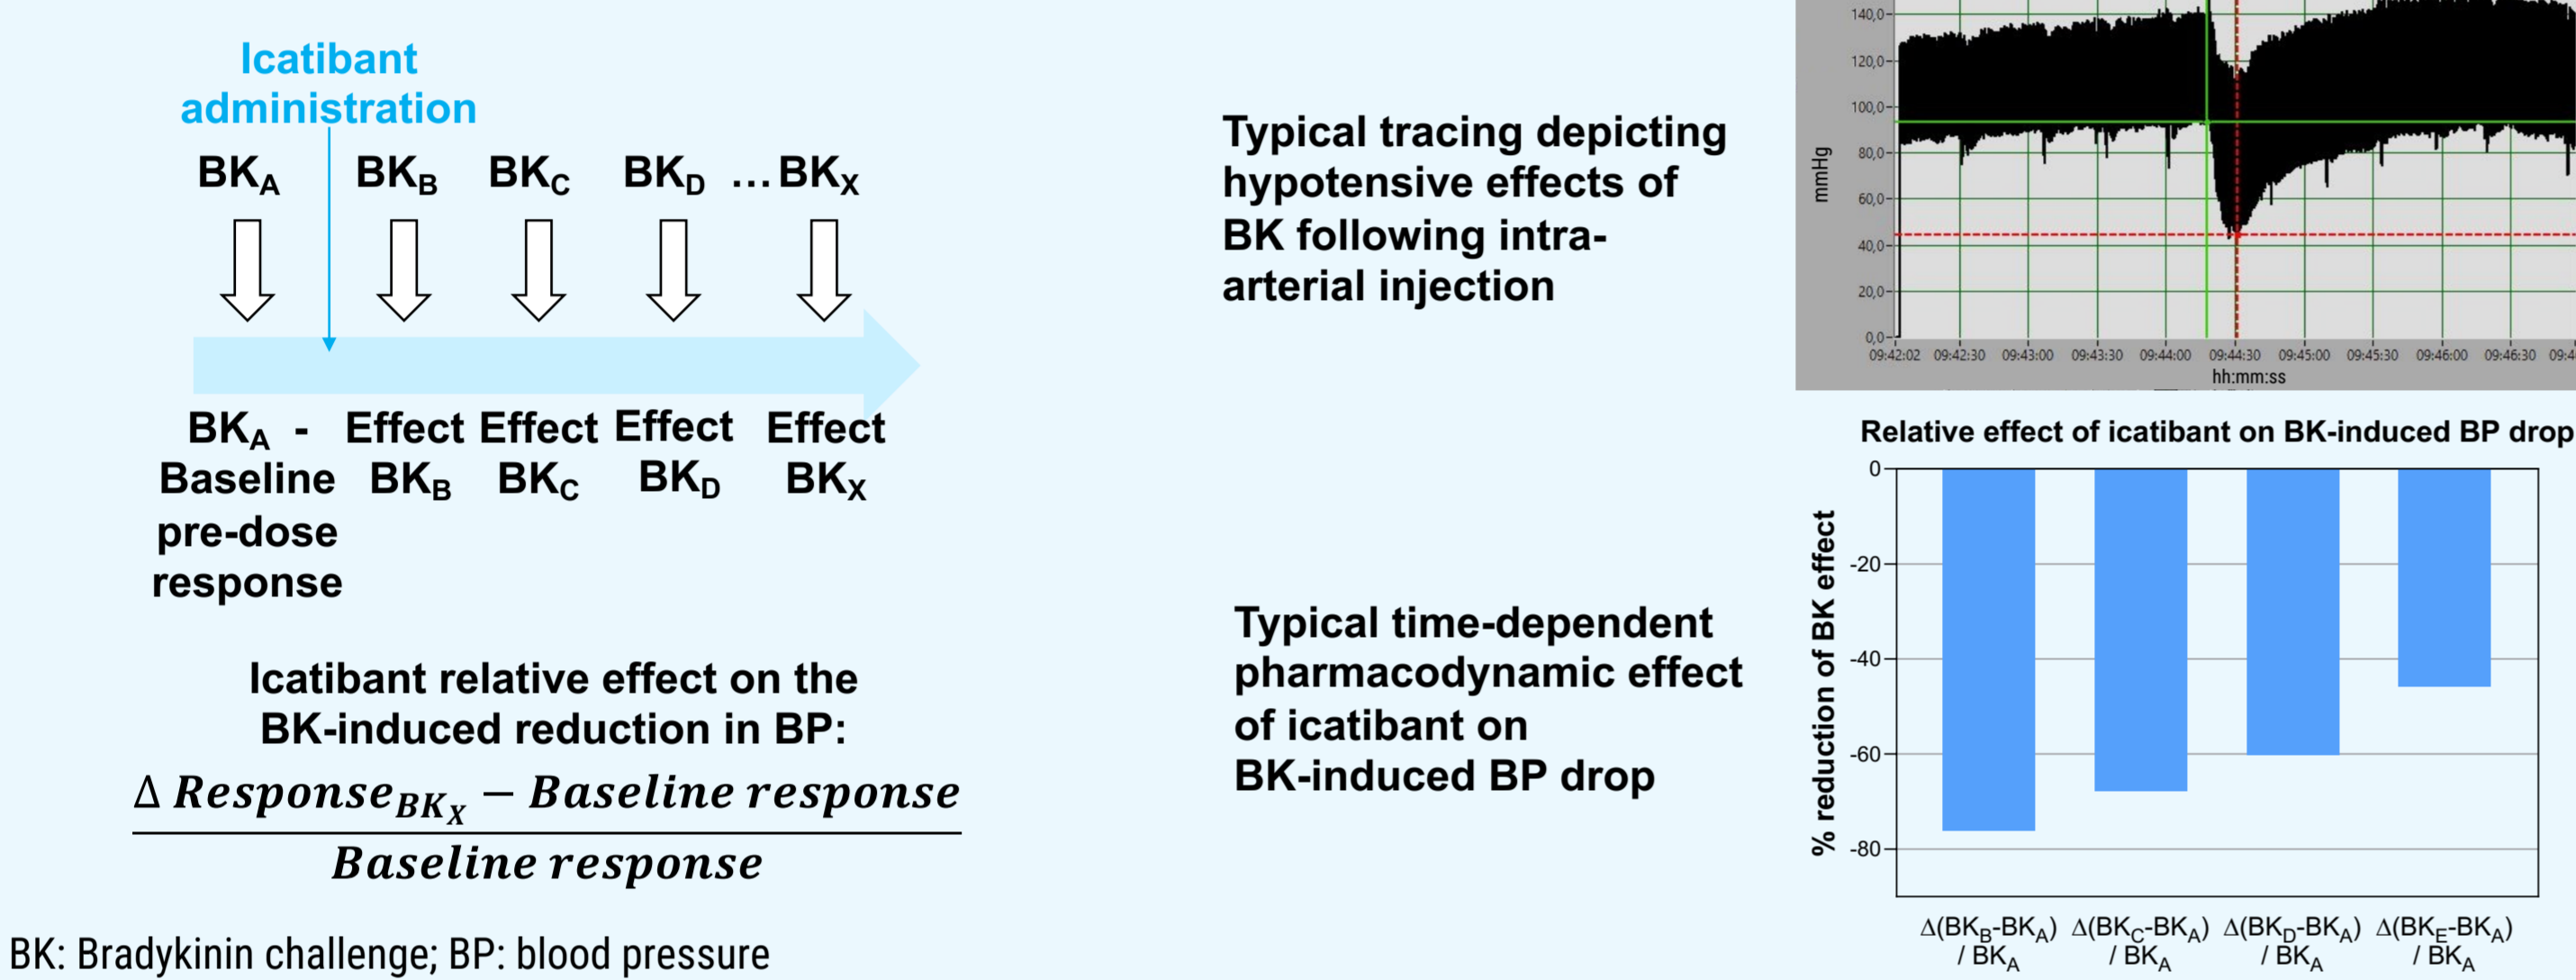 Icatibant
administration
BKA BKB BKC BKD ... BKX
BKA - Effect Effect Effect Effect
Baseline BKB BKC BKD BKX
pre-dose
response
Icatibant relative effect on the
BK-induced reduction in BP:
Δ ResponseBKX − Baseline response
Baseline response
BK: Bradykinin challenge; BP: blood pressure
Typical tracing depicting
hypotensive effects of
BK following intra-
arterial injection
mmHg
140,0
120,0
100,0
80,0
60,0
40,0
20,0
0,0
09:42:02 09:42:30 09:43:00 09:43:30 09:44:00 09:44:30 09:45:00 09:45:30 09:46:00 09:46:30 09:4
hh:mm:ss
Typical time-dependent
pharmacodynamic effect
of icatibant on
BK-induced BP drop
Relative effect of icatibant on BK-induced BP drop
% reduction of BK effect
0
-20
-40
-60
-80
Δ(BKB-BKA) Δ(BKC-BKA) Δ(BKD-BKA) Δ(BKE-BKA)
/ BKA / BKA / BKA / BKA